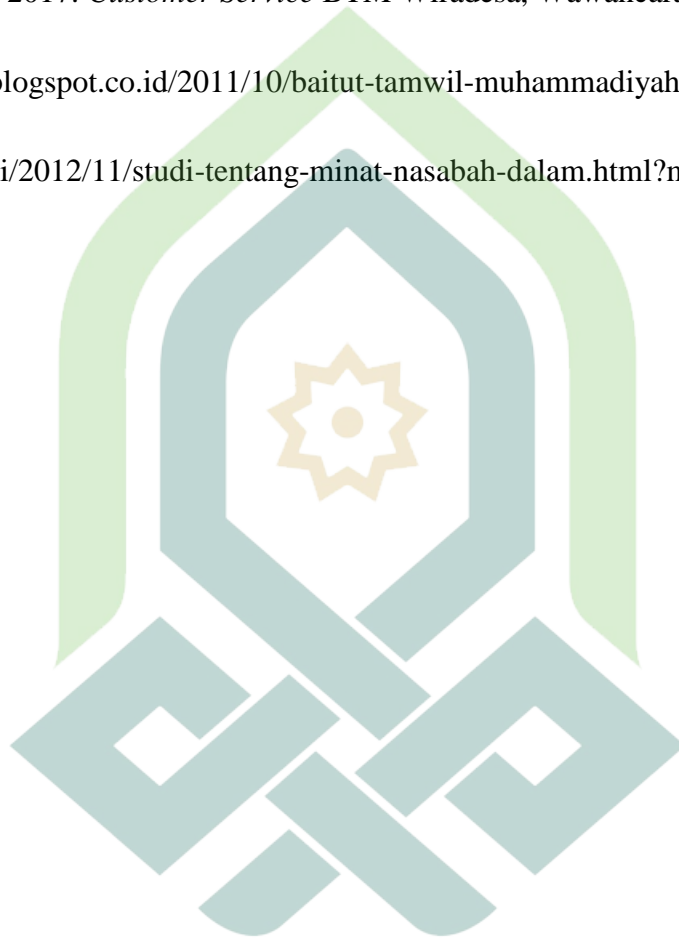 2017. Customer Service BTM Wiradesa, Wawancara
blogspot.co.id/2011/10/baitut-tamwil-muhammadiyah
i/2012/11/studi-tentang-minat-nasabah-dalam.html?